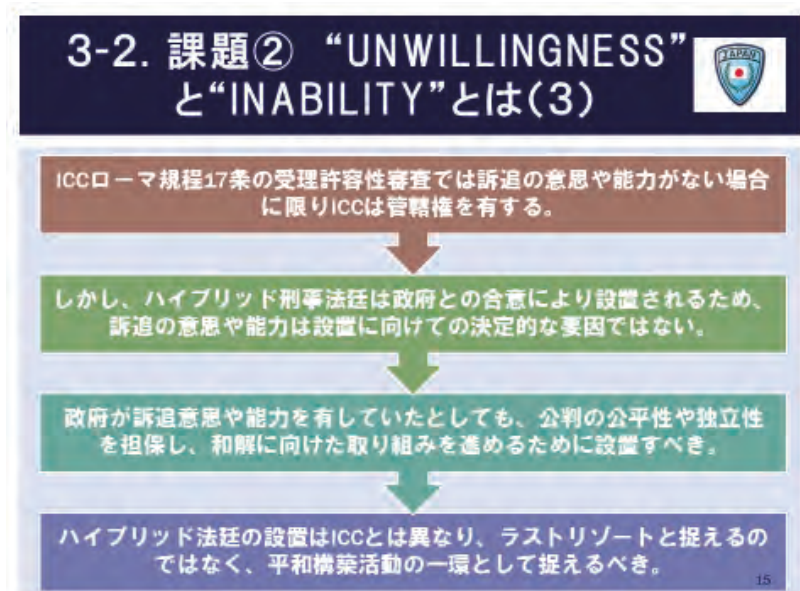 3-2. 課題② “UNWILLINGNESS”
と“INABILITY”とは(3)
JAPAN
ICCローマ規程17条の受理許容性審査では訴追の意思や能力がない場合
に限りICCは管轄権を有する。
しかし、ハイブリッド刑事法廷は政府との合意により設置されるため、
訴追の意思や能力は設置に向けての決定的な要因ではない。
政府が訴追意思や能力を有していたとしても、公判の公平性や独立性
を担保し、和解に向けた取り組みを進めるために設置すべき。
ハイブリッド法廷の設置はICCとは異なり、ラストリゾートと捉えるの
ではなく、平和構築活動の一環として捉えるべき。
15